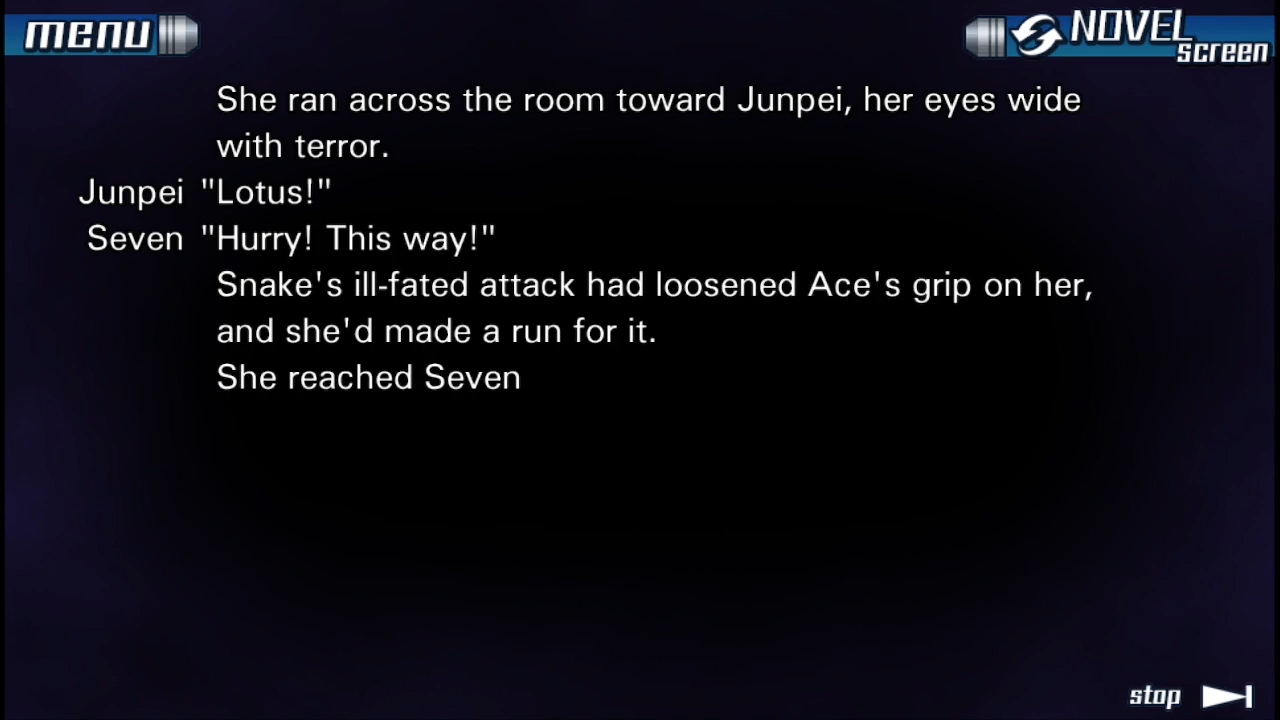 menu
NOVEL
screen
She ran across the room toward Junpei, her eyes wide
with terror.
Junpei "Lotus!"
Seven "Hurry! This way!"
Snake's ill-fated attack had loosened Ace's grip on her,
and she'd made a run for it.
She reached Seven
stop